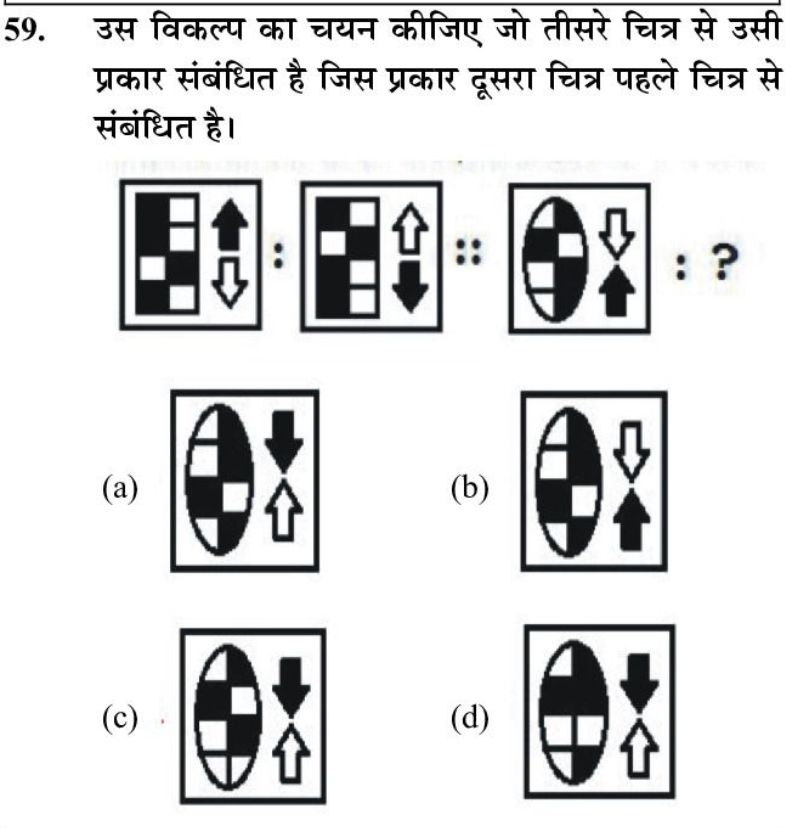 59. उस विकल्प का चयन कीजिए जो तीसरे चित्र से उसी
प्रकार संबंधित है जिस प्रकार दूसरा चित्र पहले चित्र से
संबंधित है।
: :: : ?
(a) (b)
(c) (d)